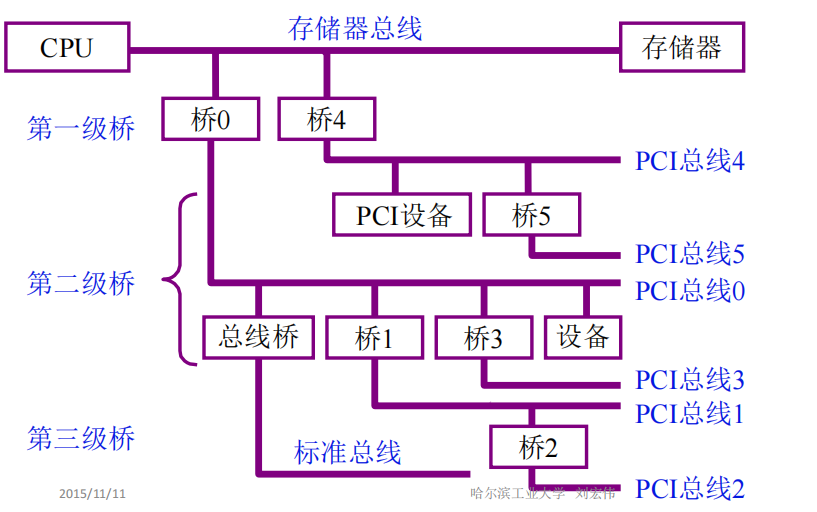 存储器总线
CPU
存储器
第一级桥
桥0
桥4
PCI总线4
PCI设备
桥5
PCI总线5
第二级桥
PCI总线0
总线桥
桥1
桥3
设备
PCI总线3
PCI总线1
第三级桥
标准总线
桥2
PCI总线2
2015/11/11
哈尔滨工业大学 刘宏伟